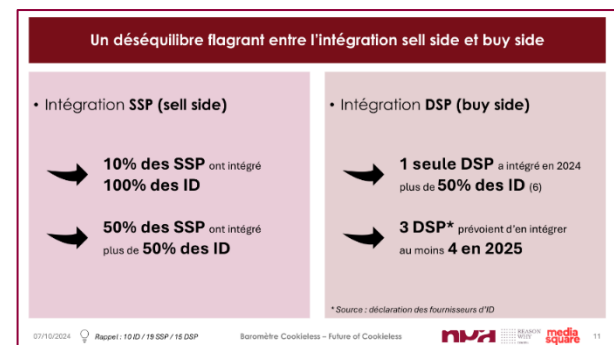 Un déséquilibre flagrant entre l'intégration sell side et buy side
• Intégration SSP (sell side)
10% des SSP ont intégré
100% des ID
50% des SSP ont intégré
plus de 50% des ID
• Intégration DSP (buy side)
1 seule DSP a intégré en 2024
plus de 50% des ID (6)
3 DSP* prévoient d'en intégrer
au moins 4 en 2025
* Source : déclaration des fournisseurs d'ID
07/10/2024 Rappel : 10 ID / 19 SSP / 15 DSP Baromètre Cookieless – Future of Cookieless
REASON
WHY
media
square
11